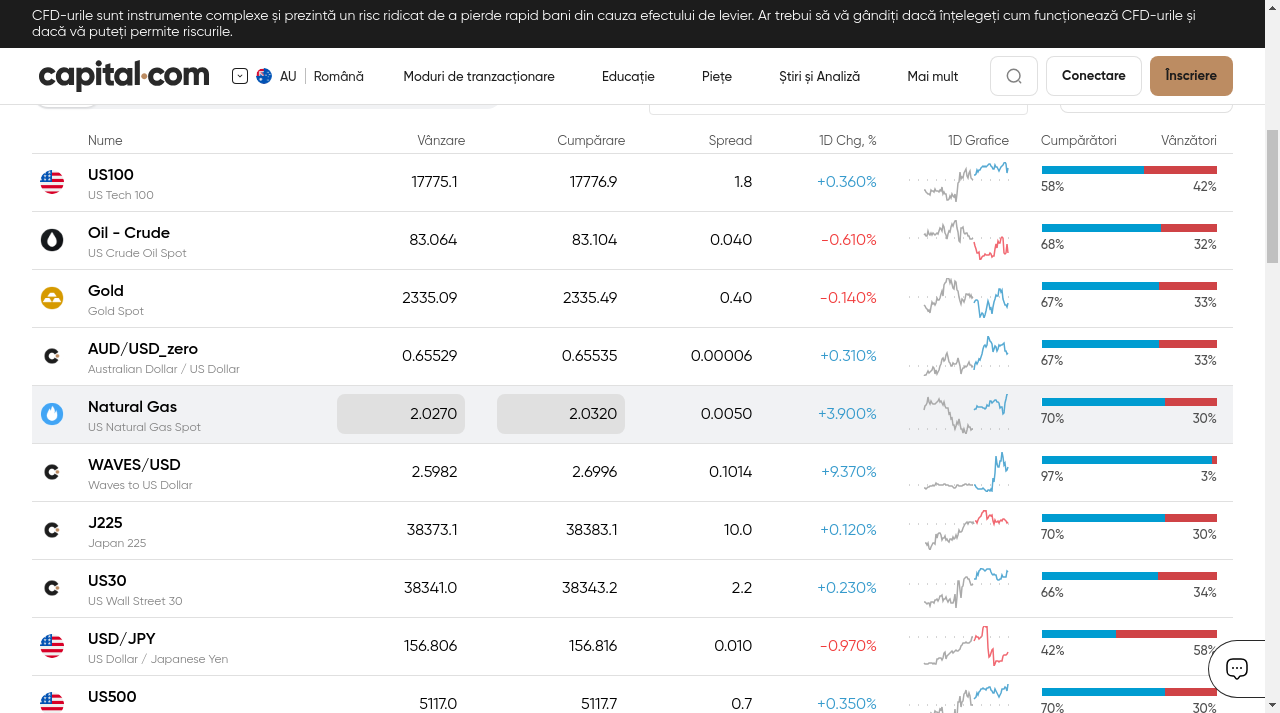 CFD-urile sunt instrumente complexe și prezintă un risc ridicat de a pierde rapid bani din cauza efectului de levier. Ar trebui să vă gândiți dacă înțelegeți cum funcționează CFD-urile și
dacă vă puteți permite riscurile.
capital.com AU Română Moduri de tranzacționare Educație Piețe Știri și Analiză Mai mult Conectare Înscriere
Nume Vânzare Cumpărare Spread 1D Chg, % 1D Grafice Cumpărători Vânzători
US100 17775.1 17776.9 1.8 +0.360% 58% 42%
US Tech 100
Oil - Crude 83.064 83.104 0.040 -0.610% 68% 32%
US Crude Oil Spot
Gold 2335.09 2335.49 0.40 -0.140% 67% 33%
Gold Spot
AUD/USD_zero 0.65529 0.65535 0.00006 +0.310% 67% 33%
Australian Dollar / US Dollar
Natural Gas 2.0270 2.0320 0.0050 +3.900% 70% 30%
US Natural Gas Spot
WAVES/USD 2.5982 2.6996 0.1014 +9.370% 97% 3%
Waves to US Dollar
J225 38373.1 38383.1 10.0 +0.120% 70% 30%
Japan 225
US30 38341.0 38343.2 2.2 +0.230% 66% 34%
US Wall Street 30
USD/JPY 156.806 156.816 0.010 -0.970% 42% 58%
US Dollar / Japanese Yen
US500 5117.0 5117.7 0.7 +0.350% 70% 30%